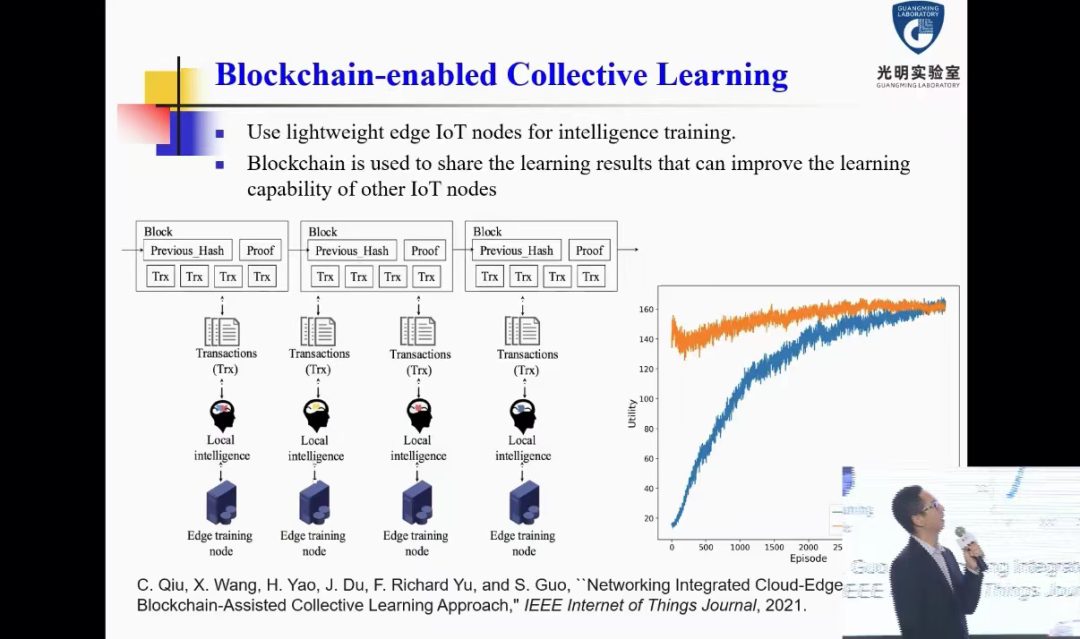 GUANGMING
LABORATORY
光明实验室
GUANGMING LABORATORY
Blockchain-enabled Collective Learning
Use lightweight edge IoT nodes for intelligence training.
Blockchain is used to share the learning results that can improve the learning
capability of other IoT nodes
Block Block Block
Previous_Hash Proof Previous_Hash Proof Previous_Hash Proof
Trx Trx Trx Trx Trx Trx Trx Trx Trx Trx Trx Trx
Transactions Transactions Transactions Transactions
(Trx) (Trx) (Trx) (Trx)
Local Local Local Local
intelligence intelligence intelligence intelligence
Edge training Edge training Edge training Edge training
node node node node
160
140
120
100
80
60
40
20
Utility
0 500 1000 1500 2000
Episode
C. Qiu, X. Wang, H. Yao, J. Du, F. Richard Yu, and S. Guo, ``Networking Integrated Cloud-Edge
Blockchain-Assisted Collective Learning Approach," IEEE Internet of Things Journal, 2021.